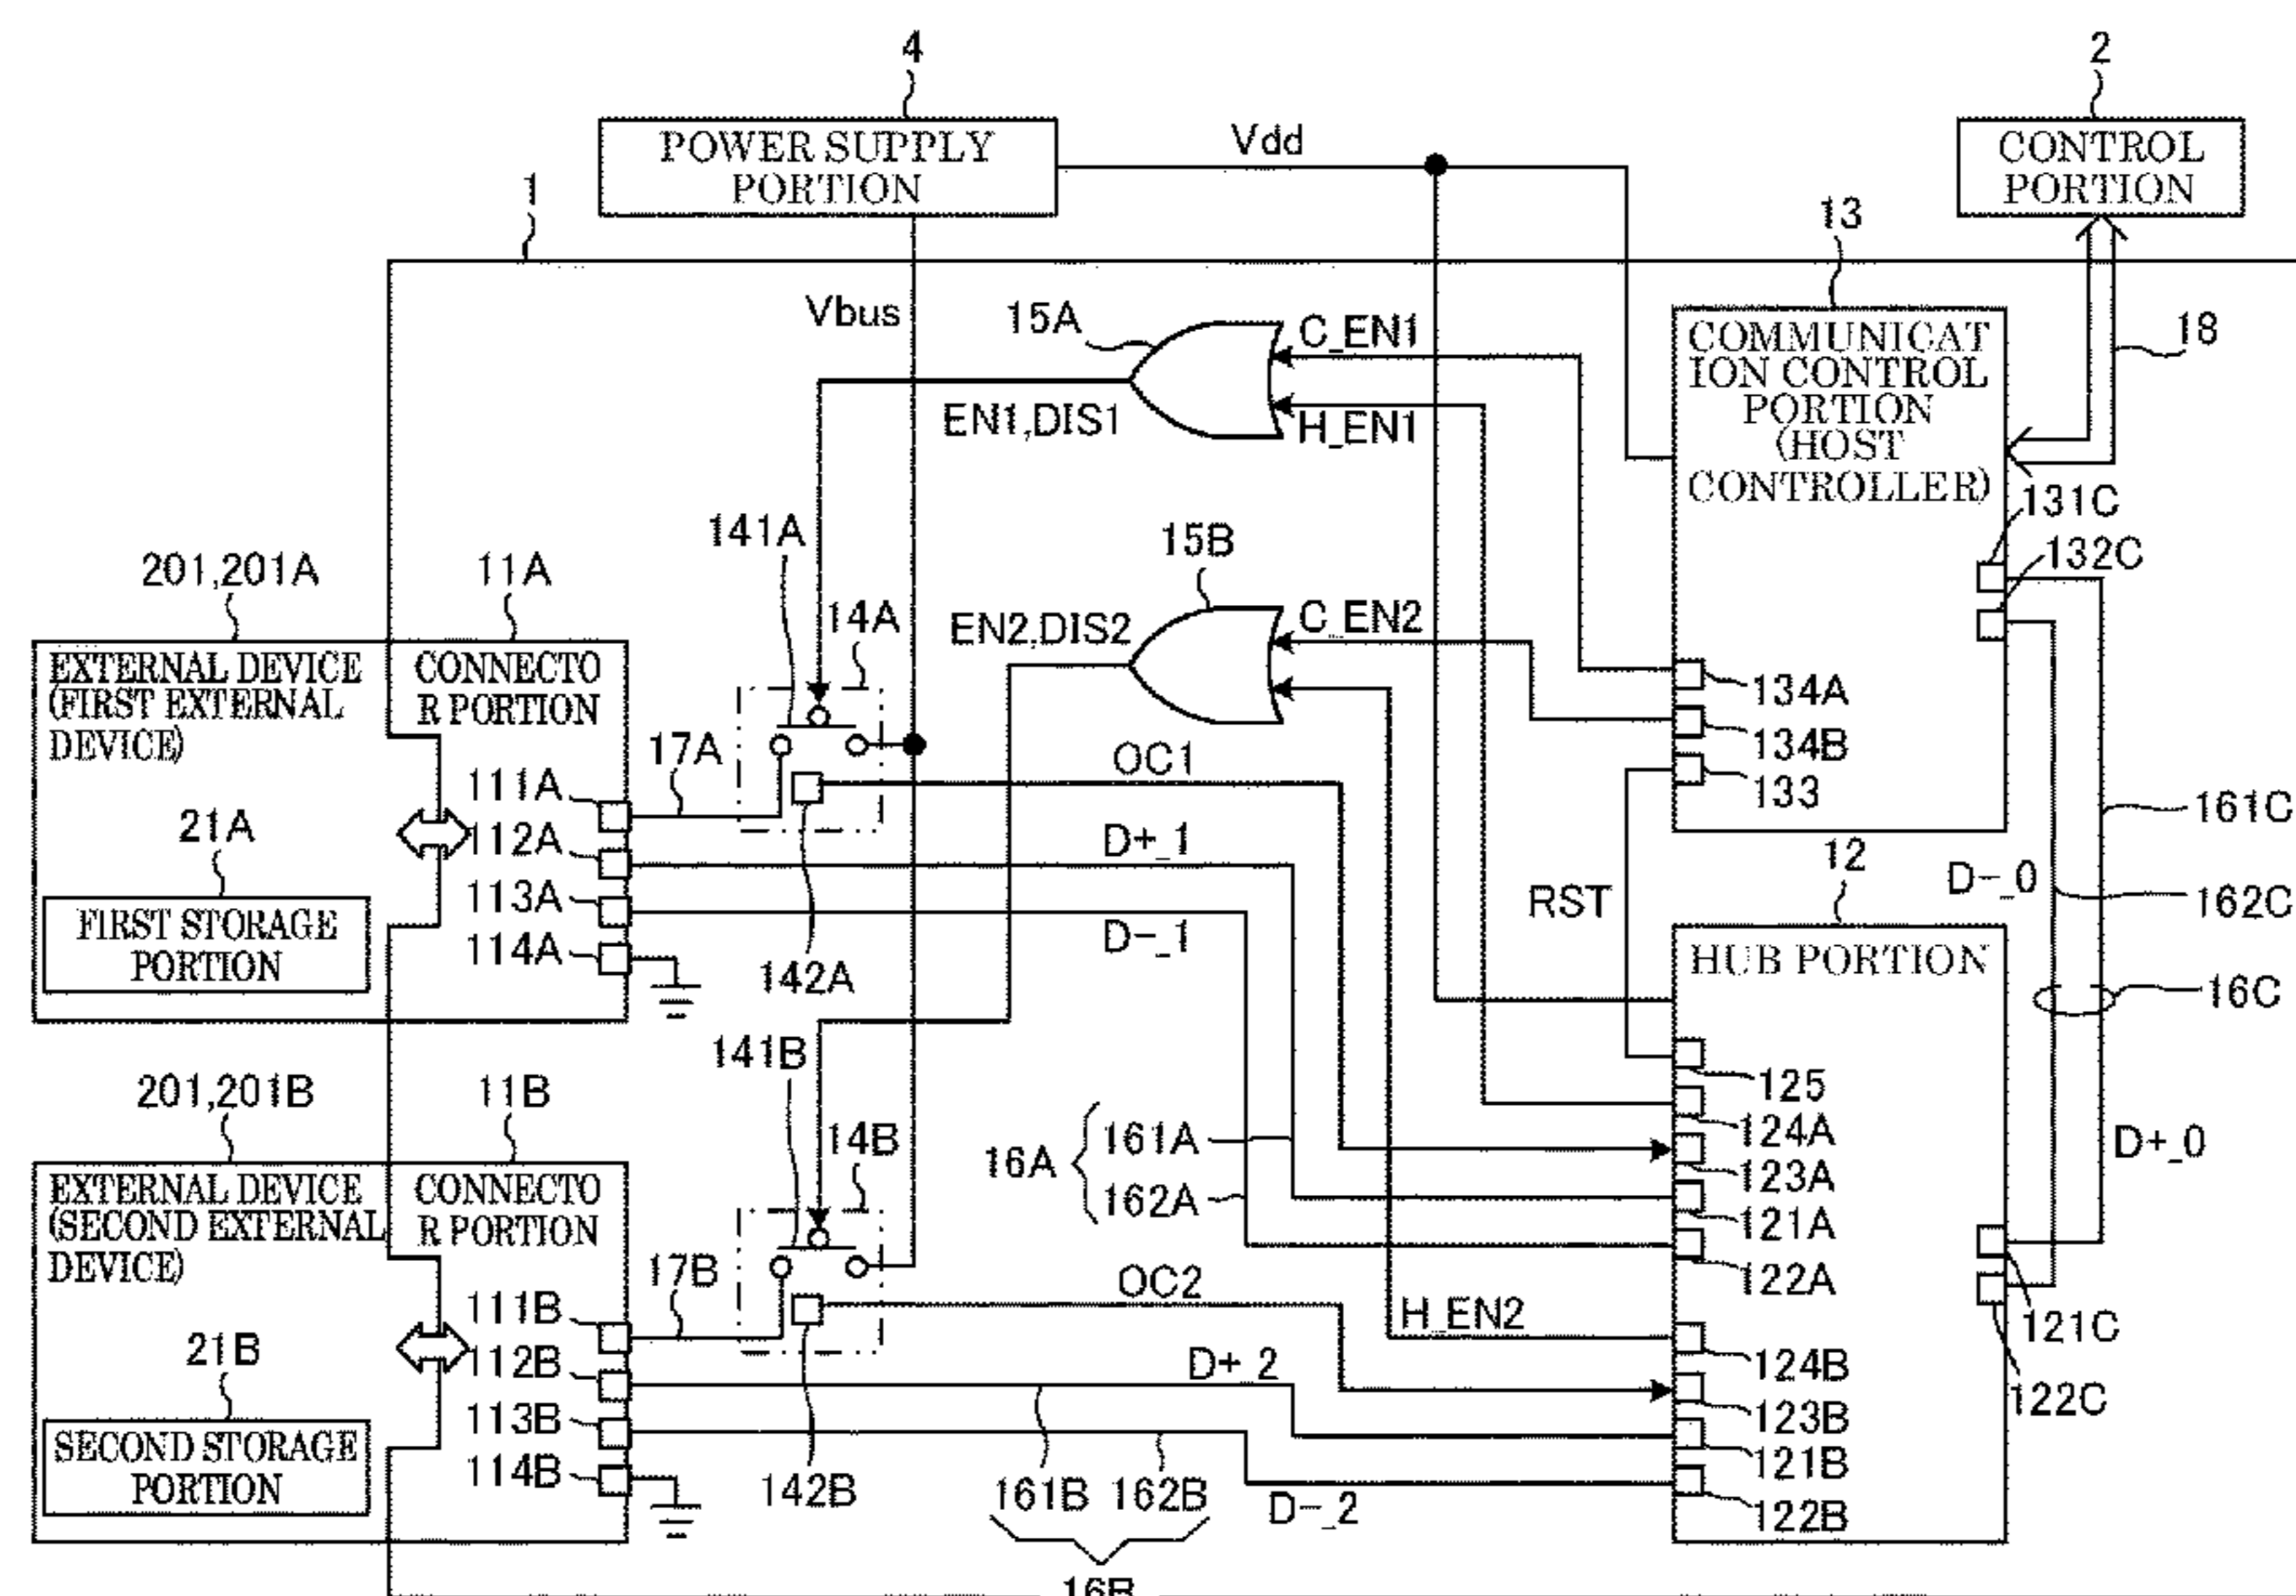 4
2
POWER SUPPLY
PORTION
Vdd
CONTROL
PORTION
1
13
Vbus
15A
C_EN1
COMMUNICAT
ION CONTROL
PORTION
(HOST
CONTROLLER)
18
EN1,DIS1
H_EN1
131C
141A
15B
132C
201,201A
11A
14A
EN2,DIS2
C_EN2
EXTERNAL DEVICE
(FIRST EXTERNAL
DEVICE)
CONNECTO
R PORTION
134A
134B
133
17A
OC1
111A
161C
21A
112A
D+_1
12
D-_0
113A
RST
162C
FIRST STORAGE
PORTION
D-_1
HUB PORTION
114A
142A
16C
141B
125
201,201B
11B
14B
16A
161A
162A
124A
D+_0
123A
EXTERNAL DEVICE
(SECOND EXTERNAL
DEVICE)
CONNECTO
R PORTION
121A
17B
OC2
122A
111B
H_EN2
121C
21B
112B
D+_2
124B
122C
113B
123B
SECOND STORAGE
PORTION
121B
114B
142B
161B
162B
D-_2
122B
16B